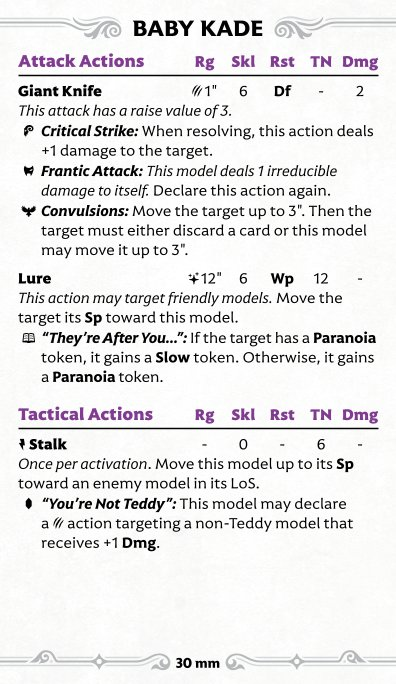 BABY KADE
Attack Actions Rg Skl Rst TN Dmg
Giant Knife 1" 6 Df - 2
This attack has a raise value of 3.
Critical Strike: When resolving, this action deals
+1 damage to the target.
Frantic Attack: This model deals 1 irreducible
damage to itself. Declare this action again.
Convulsions: Move the target up to 3". Then the
target must either discard a card or this model
may move it up to 3".
Lure 12" 6 Wp 12 -
This action may target friendly models. Move the
target its Sp toward this model.
"They're After You...": If the target has a Paranoia
token, it gains a Slow token. Otherwise, it gains
a Paranoia token.
Tactical Actions Rg Skl Rst TN Dmg
Stalk - 0 - 6 -
Once per activation. Move this model up to its Sp
toward an enemy model in its LoS.
"You're Not Teddy": This model may declare
a action targeting a non-Teddy model that
receives +1 Dmg.
30 mm